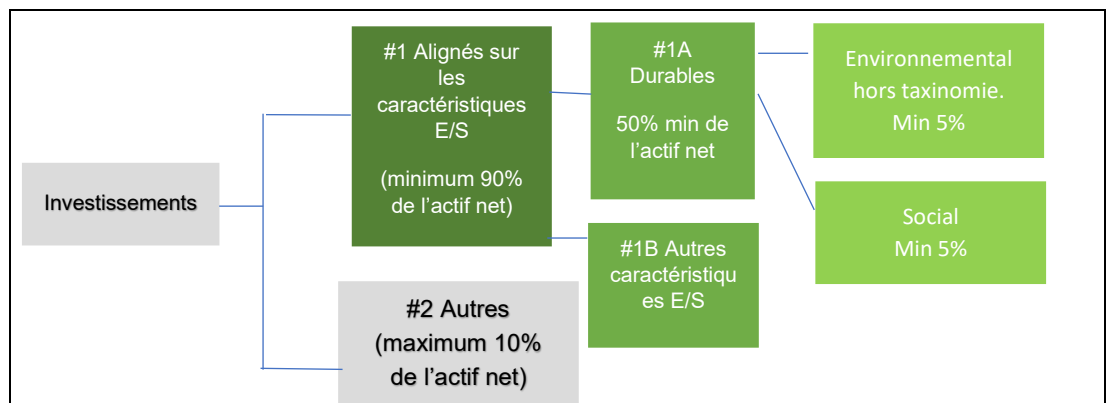 Investissements
#1 Alignés sur
les
caractéristiques
E/S
(minimum 90%
de l'actif net)
#2 Autres
(maximum 10%
de l'actif net)
#1A
Durables
50% min de
l'actif net
#1B Autres
caractéristiqu
es E/S
Environnemental
hors taxinomie.
Min 5%
Social
Min 5%